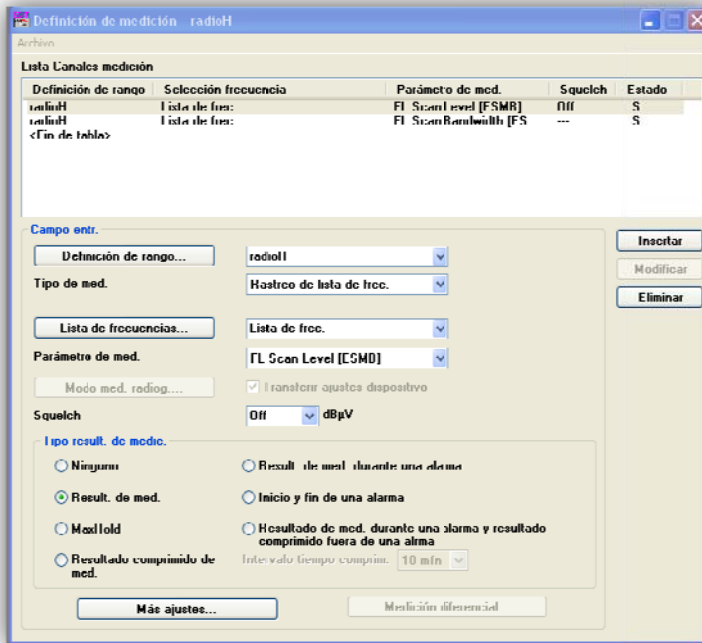 Definición de medición radioH
Archivo
Lista Canales medición
Definición de rango Selección frecuencia Parámetro de med. Squelch Estado
radioH Lista de frec. FL Scan Level [ESMB] Off S
radioH Lista de frec. FL Scan Bandwidth [ES --- S
<Fin de tabla>
Campo entr.
Definición de rango... radioH
Insertar
Tipo de med. Rastreo de lista de frec.
Modificar
Eliminar
Lista de frecuencias... Lista de frec.
Parámetro de med. FL Scan Level [ESMB]
Modo med. radiog.... Transferir ajustes dispositivo
Squelch Off dBµV
Tipo result. de medic.
Ninguno Result. de med. durante una alarma
Result. de med. Inicio y fin de una alarma
MaxHold Resultado de med. durante una alarma y resultado
comprimido fuera de una alrma
Resultado comprimido de Intervalo tiempo comprim. 10 min
med.
Más ajustes... Medición diferencial